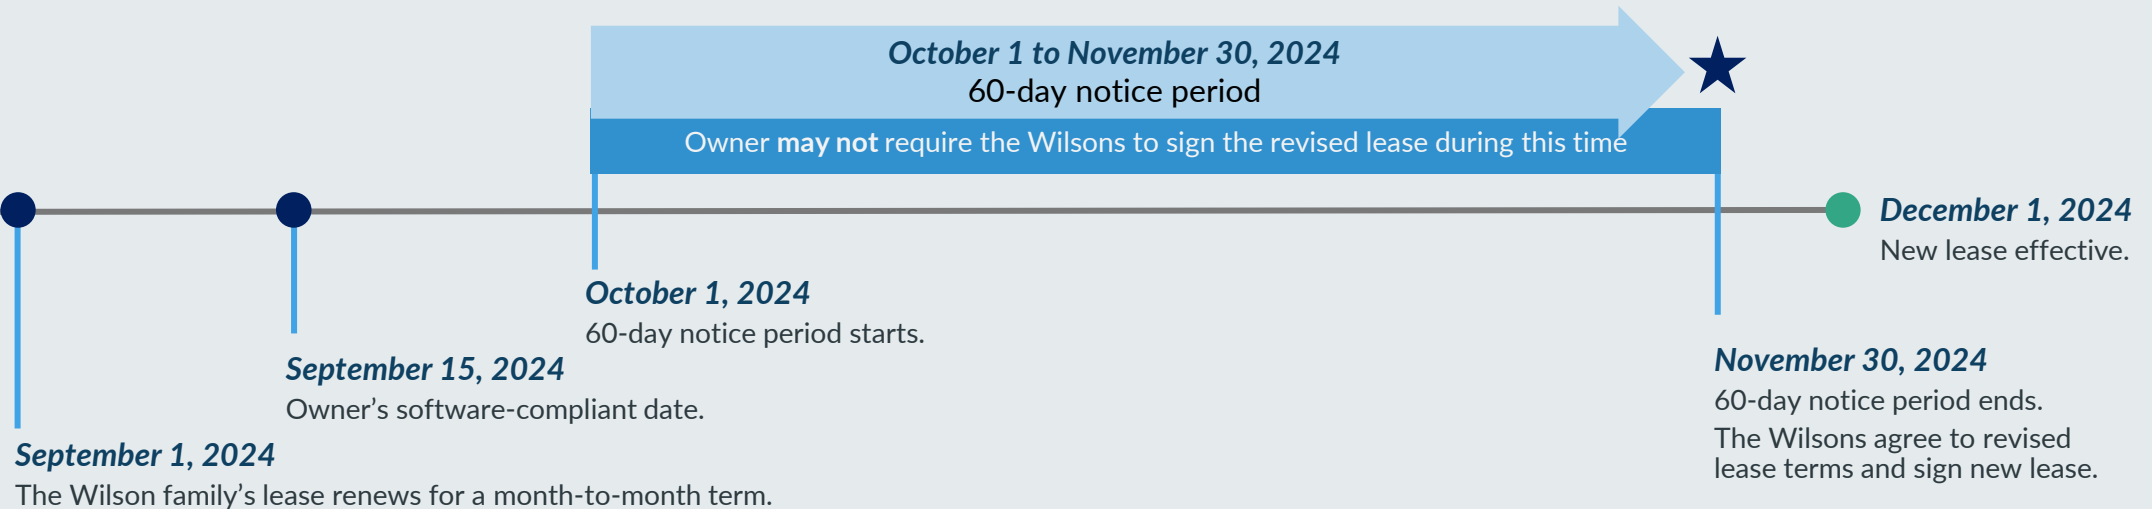 October 1 to November 30, 2024
60-day notice period
Owner may not require the Wilsons to sign the revised lease during this time
December 1, 2024
New lease effective.
October 1, 2024
60-day notice period starts.
September 15, 2024
Owner’s software-compliant date.
November 30, 2024
60-day notice period ends.
The Wilsons agree to revised
lease terms and sign new lease.
September 1, 2024
The Wilson family’s lease renews for a month-to-month term.